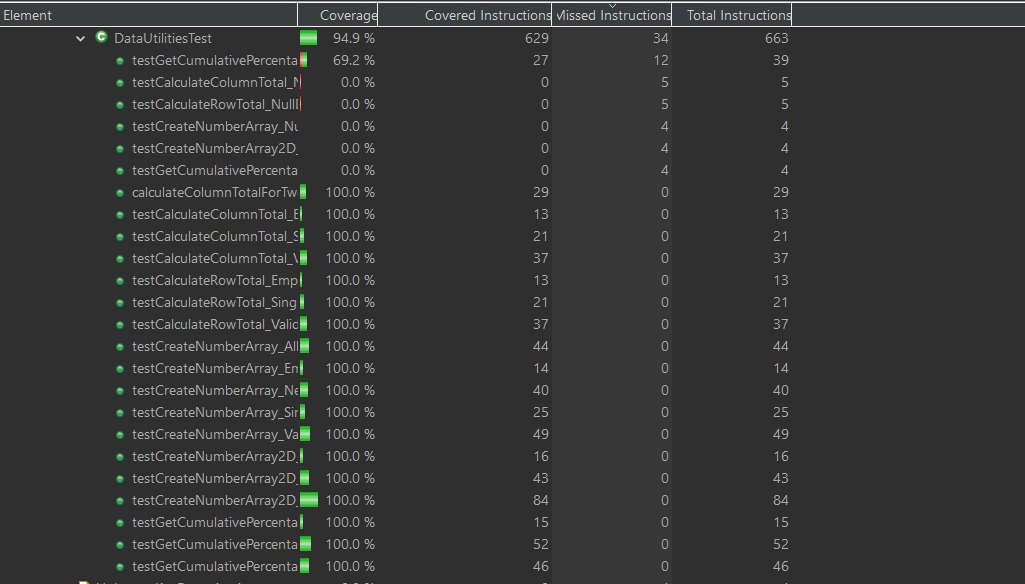 Element Coverage Covered Instructions Missed Instructions Total Instructions
DataUtilitiesTest 94.9 % 629 34 663
testGetCumulativePercenta 69.2 % 27 12 39
testCalculateColumnTotal_N 0.0 % 0 5 5
testCalculateRowTotal_NullD 0.0 % 0 5 5
testCreateNumberArray_Nu 0.0 % 0 4 4
testCreateNumberArray2D_ 0.0 % 0 4 4
testGetCumulativePercenta 0.0 % 0 4 4
calculateColumnTotalForTw 100.0 % 29 0 29
testCalculateColumnTotal_E 100.0 % 13 0 13
testCalculateColumnTotal_S 100.0 % 21 0 21
testCalculateColumnTotal_V 100.0 % 37 0 37
testCalculateRowTotal_Emp 100.0 % 13 0 13
testCalculateRowTotal_Sing 100.0 % 21 0 21
testCalculateRowTotal_Valid 100.0 % 37 0 37
testCreateNumberArray_All 100.0 % 44 0 44
testCreateNumberArray_Em 100.0 % 14 0 14
testCreateNumberArray_Ne 100.0 % 40 0 40
testCreateNumberArray_Sin 100.0 % 25 0 25
testCreateNumberArray_Va 100.0 % 49 0 49
testCreateNumberArray2D_ 100.0 % 16 0 16
testCreateNumberArray2D_ 100.0 % 43 0 43
testCreateNumberArray2D_ 100.0 % 84 0 84
testGetCumulativePercenta 100.0 % 15 0 15
testGetCumulativePercenta 100.0 % 52 0 52
testGetCumulativePercenta 100.0 % 46 0 46